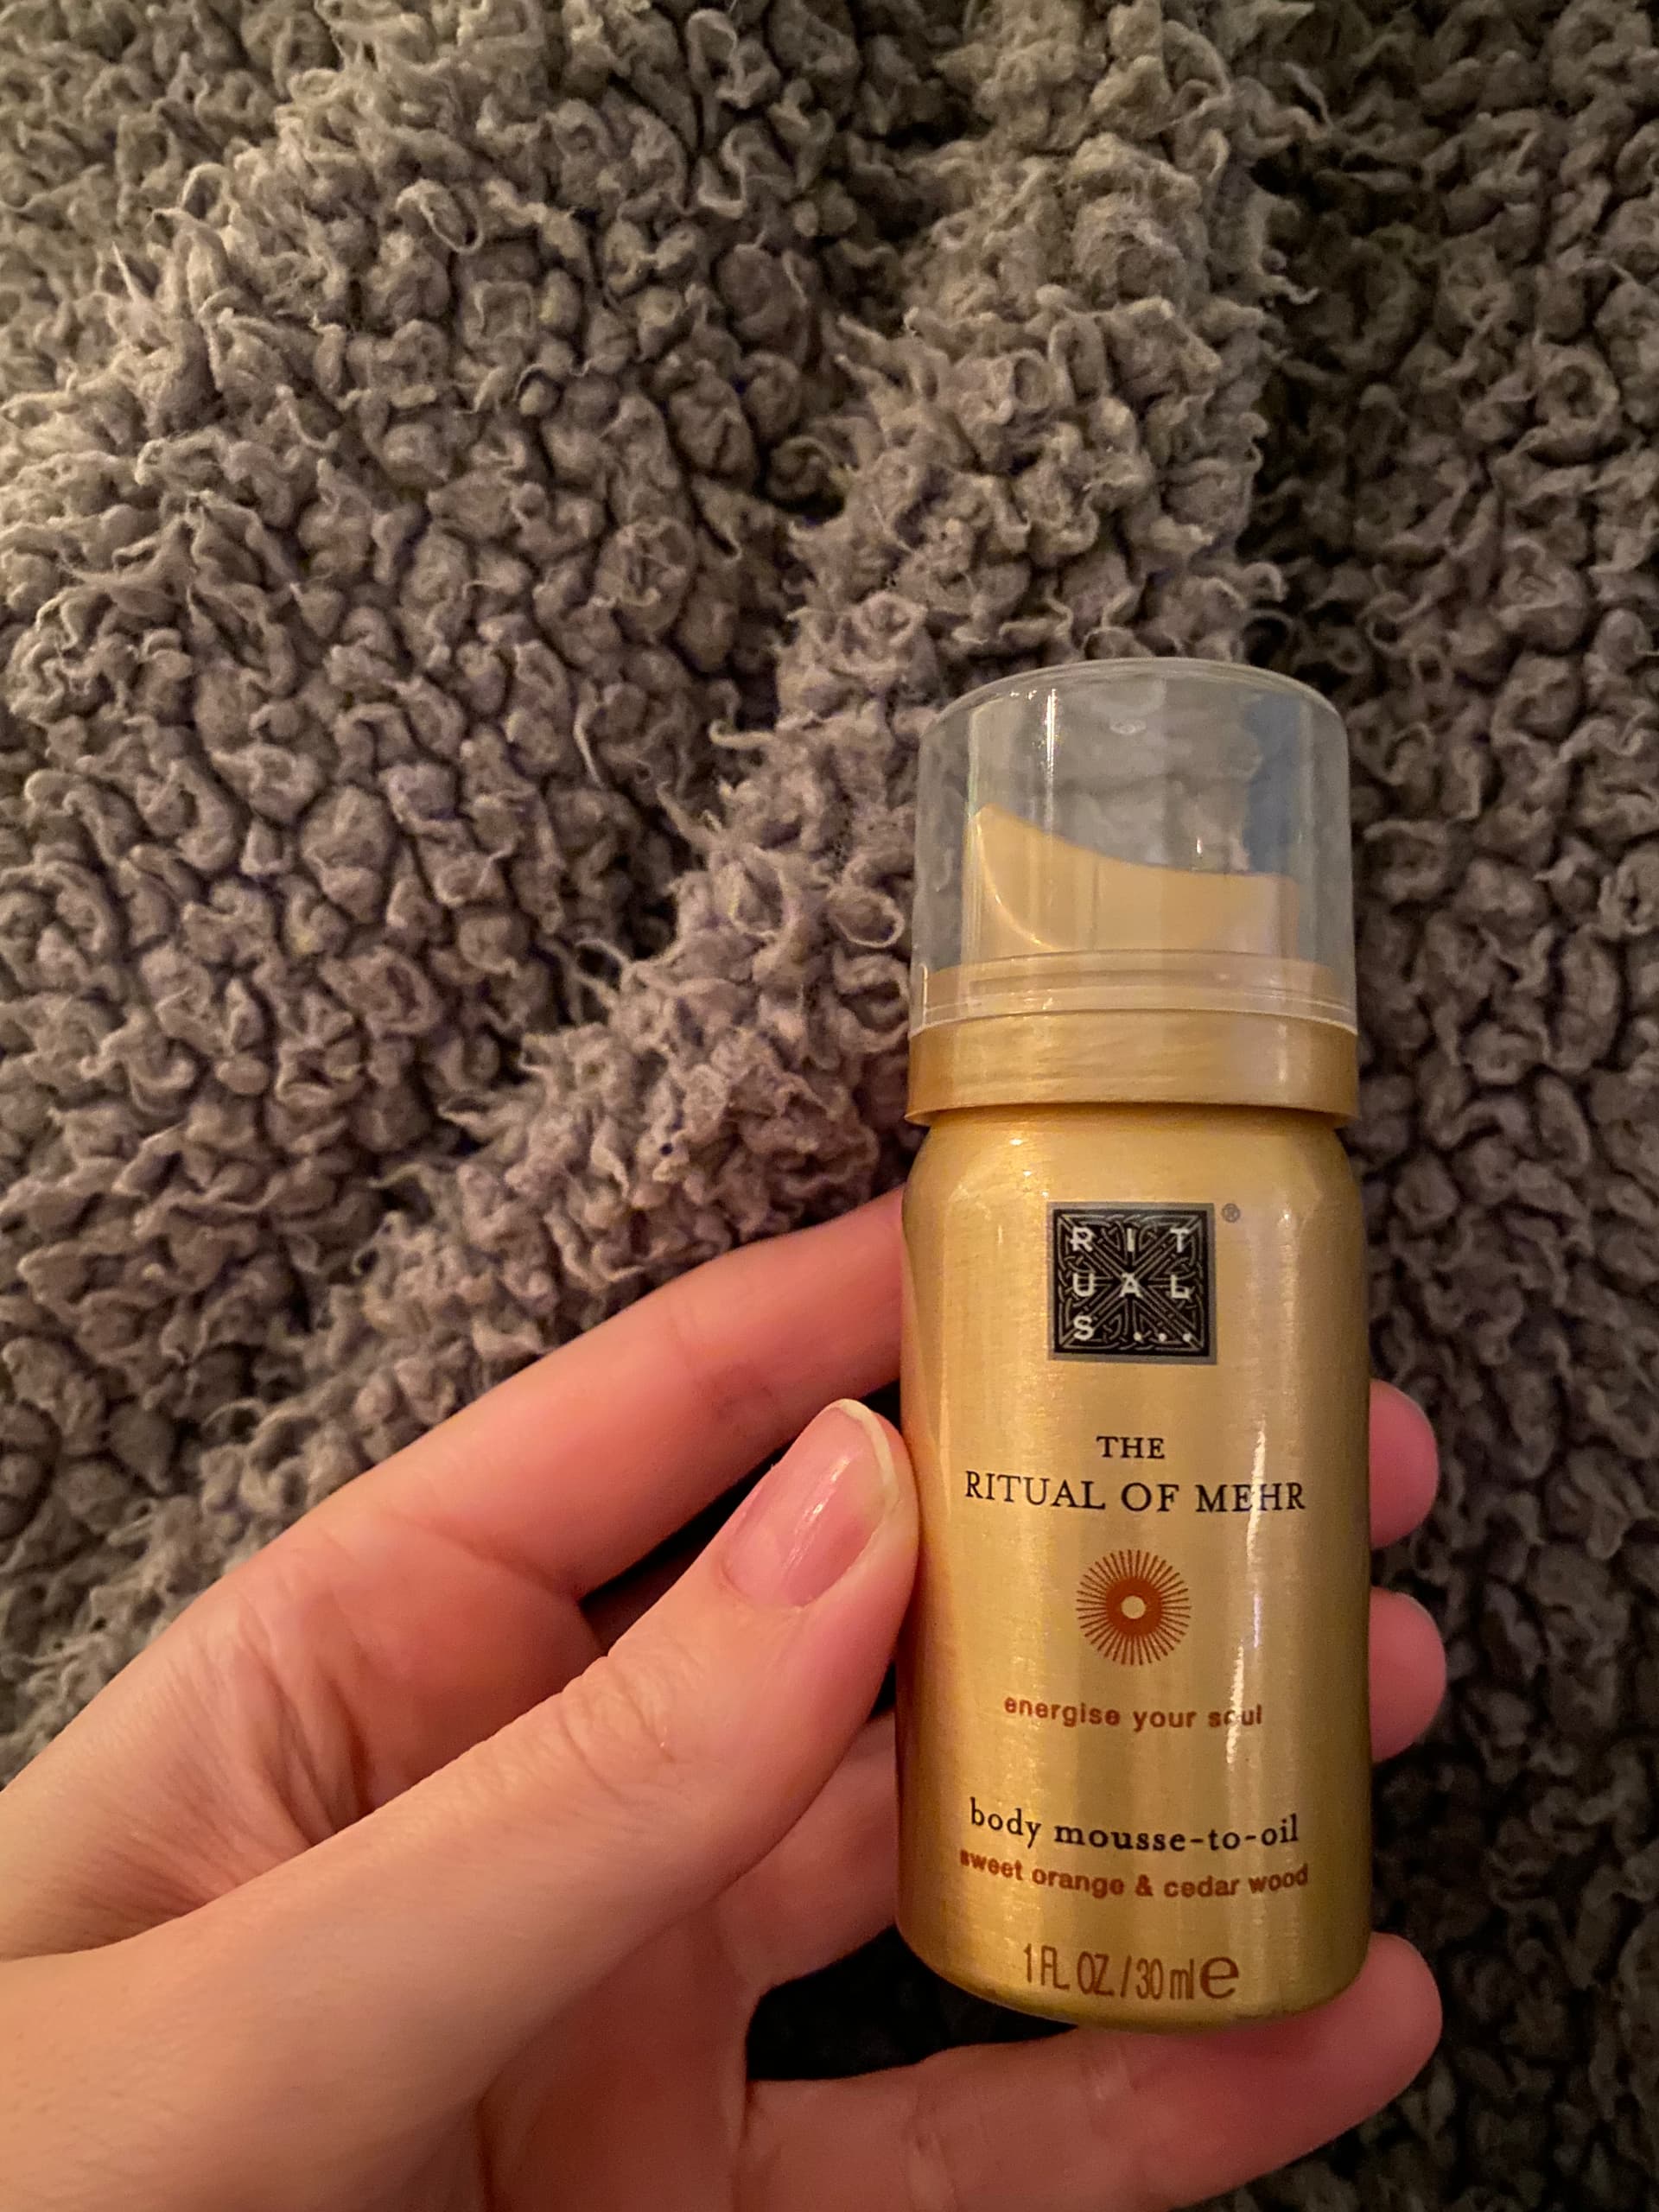 RIT
UAL
S...
®
THE
RITUAL OF MEHR
energise your soul
body mousse-to-oil
sweet orange & cedar wood
1 FL. OZ. / 30 ml e